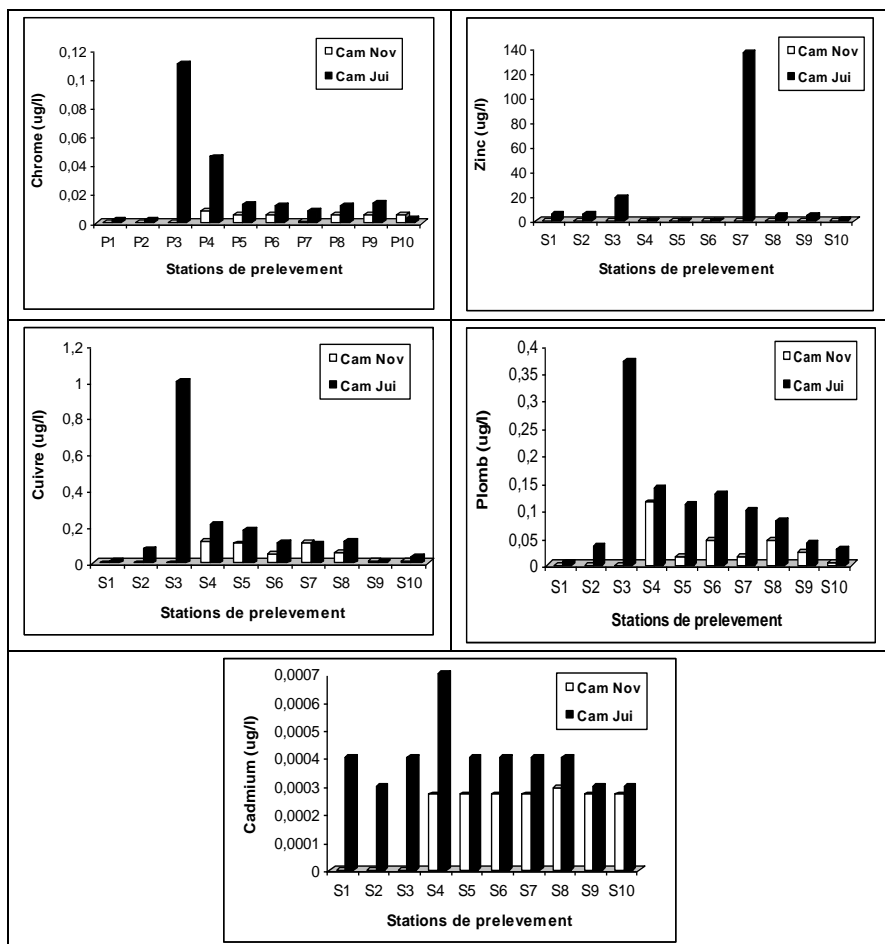 0,12
0,1
0,08
0,06
0,04
0,02
0
Chrome (ug/l)
Cam Nov
Cam Jui
P1 P2 P3 P4 P5 P6 P7 P8 P9 P10
Stations de prelevement
140
120
100
80
60
40
20
0
Zinc (ug/l)
Cam Nov
Cam Jui
S1 S2 S3 S4 S5 S6 S7 S8 S9 S10
Stations de prelevement
1,2
1
0,8
0,6
0,4
0,2
0
Cuivre (ug/l)
Cam Nov
Cam Jui
S1 S2 S3 S4 S5 S6 S7 S8 S9 S10
Stations de prelevement
0,4
0,35
0,3
0,25
0,2
0,15
0,1
0,05
0
Plomb (ug/l)
Cam Nov
Cam Jui
S1 S2 S3 S4 S5 S6 S7 S8 S9 S10
Stations de prelevement
0,0007
0,0006
0,0005
0,0004
0,0003
0,0002
0,0001
0
Cadmium (ug/l)
Cam Nov
Cam Jui
S1 S2 S3 S4 S5 S6 S7 S8 S9 S10
Stations de prelevement